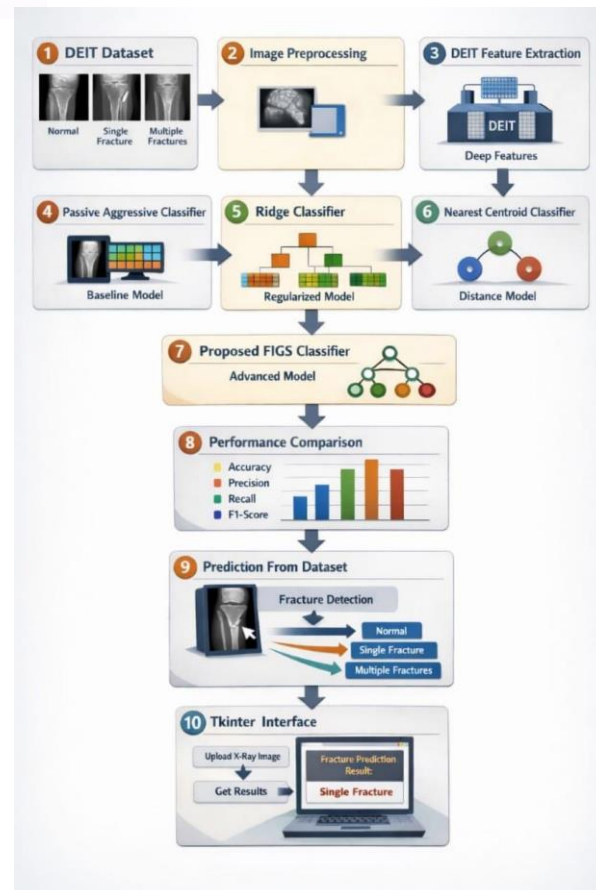 1 DEIT Dataset
Normal
Single
Fracture
Multiple
Fractures
2 Image Preprocessing
3 DEIT Feature Extraction
DEIT
Deep Features
4 Passive Aggressive Classifier
Baseline Model
5 Ridge Classifier
Regularized Model
6 Nearest Centroid Classifier
Distance Model
7 Proposed FIGS Classifier
Advanced Model
8 Performance Comparison
Accuracy
Precision
Recall
F1-Score
9 Prediction From Dataset
Fracture Detection
Normal
Single Fracture
Multiple Fractures
10 Tkinter Interface
Upload X-Ray Image
Get Results
Fracture Prediction
Result:
Single Fracture